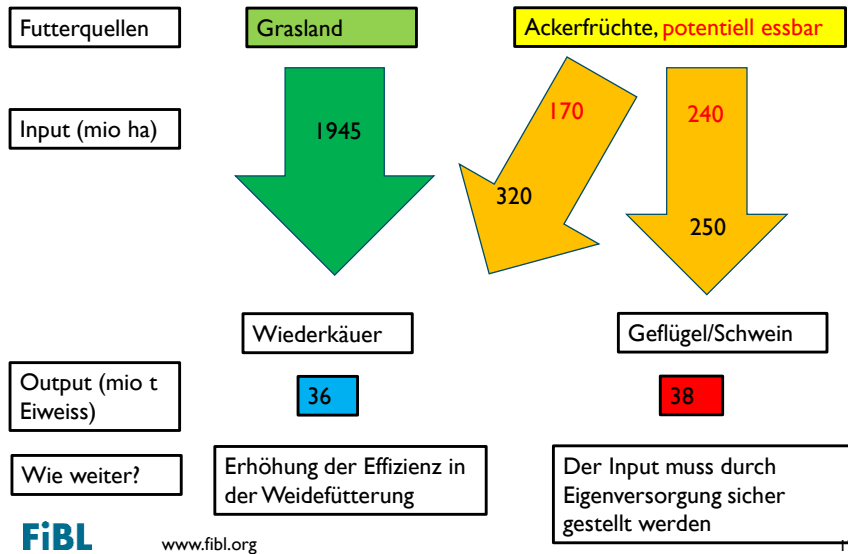 Futterquellen
Grasland
Ackerfrüchte, potentiell essbar
Input (mio ha)
1945
170
240
320
250
Wiederkäuer
Geflügel/Schwein
Output (mio t
Eiweiss)
36
38
Wie weiter?
Erhöhung der Effizienz in
der Weidefütterung
Der Input muss durch
Eigenversorgung sicher
gestellt werden
FiBL
www.fibl.org